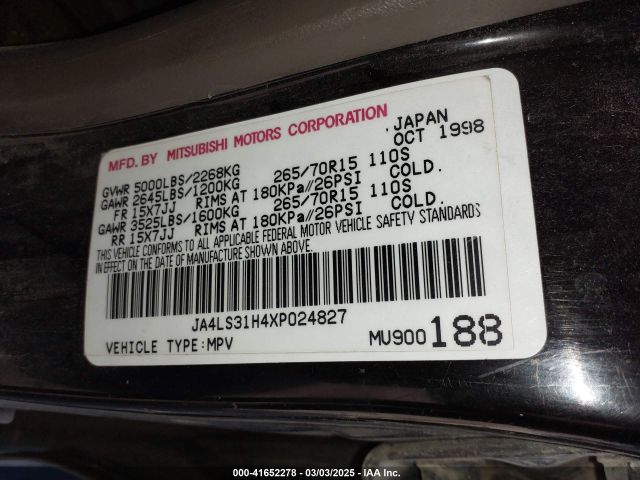 MFD. BY MITSUBISHI MOTORS CORPORATION JAPAN
OCT 1998
GVWR 5000LBS/2268KG
GAWR 2645LBS/1200KG 265/70R15 110S
FR 15X7JJ RIMS AT 180KPa//26PSI COLD.
GAWR 3525LBS/1600KG 265/70R15 110S
RR 15X7JJ RIMS AT 180KPa//26PSI COLD.
THIS VEHICLE CONFORMS TO ALL APPLICABLE FEDERAL MOTOR VEHICLE SAFETY STANDARDS
IN EFFECT ON THE DATE OF MANUFACTURE SHOWN ABOVE.
JA4LS31H4XP024827
VEHICLE TYPE:MPV MU900188
000-41652278 - 03/03/2025 - IAA Inc.